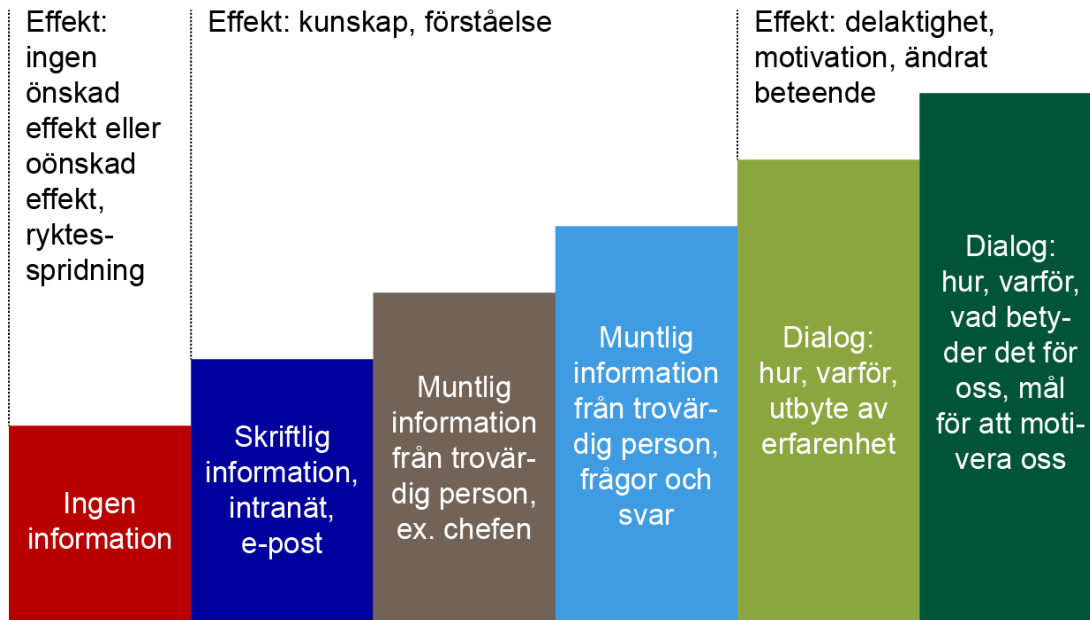 Effekt:
ingen
önskad
effekt eller
oönskad
effekt,
ryktes-
spridning
Effekt: kunskap, förståelse
Effekt: delaktighet,
motivation, ändrat
beteende
Ingen
information
Skriftlig
information,
intranät,
e-post
Muntlig
information
från trovär-
dig person,
ex. chefen
Muntlig
information
från trovär-
dig person,
frågor och
svar
Dialog:
hur, varför,
utbyte av
erfarenhet
Dialog:
hur, varför,
vad bety-
der det för
oss, mål
för att moti-
vera oss